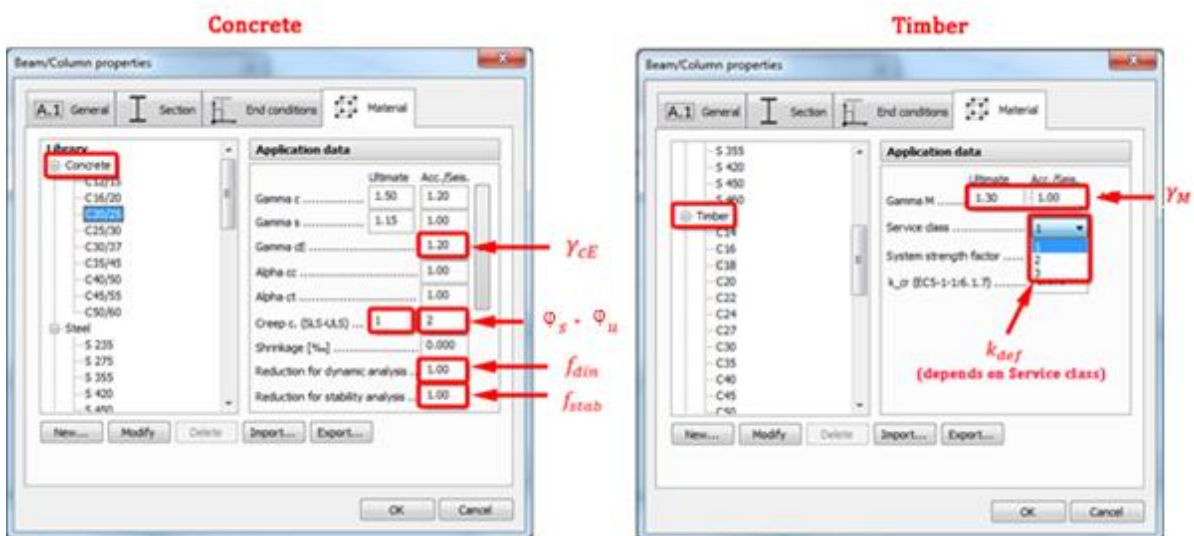 Concrete
Beam/Column properties
A.1 General
Section
End conditions
Material
Library
Concrete
C12/15
C16/20
C20/25
C25/30
C30/37
C35/45
C40/50
C45/55
C50/60
Steel
S 235
S 275
S 355
S 420
S 450
Application data
Ultimate Acc./Seis.
Gamma c 1.50 1.20
Gamma s 1.15 1.00
Gamma cE 1.20
Alpha cc 1.00
Alpha ct 1.00
Creep c. (SLS-ULS) 1 2
Shrinkage [‰] 0.000
Reduction for dynamic analysis 1.00
Reduction for stability analysis 1.00
γcE
φs - φu
fdin
fstab
New... Modify Delete Import... Export...
OK Cancel
Timber
Beam/Column properties
A.1 General
Section
End conditions
Material
S 355
S 420
S 450
S 460
Timber
C14
C16
C18
C20
C22
C24
C27
C30
C35
C40
C45
C50
Application data
Ultimate Acc./Seis.
Gamma M 1.30 1.00
Service class 1
1
2
3
System strength factor
k_cr (EC5-1-1:6.1.7)
γM
kdef
(depends on Service class)
New... Modify Delete Import... Export...
OK Cancel